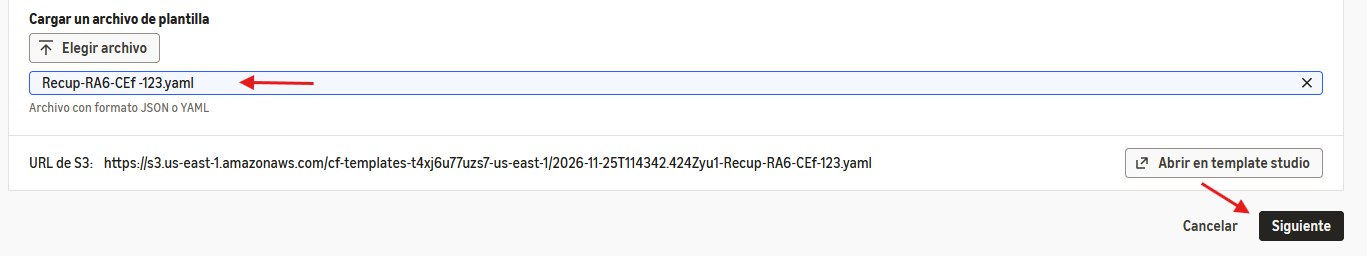 Cargar un archivo de plantilla
Elegir archivo
Recup-RA6-CEf -123.yaml
Archivo con formato JSON o YAML
URL de S3: https://s3.us-east-1.amazonaws.com/cf-templates-t4xj6u77uzs7-us-east-1/2026-11-25T114342.424Zyu1-Recup-RA6-CEf-123.yaml
Abrir en template studio
Cancelar
Siguiente